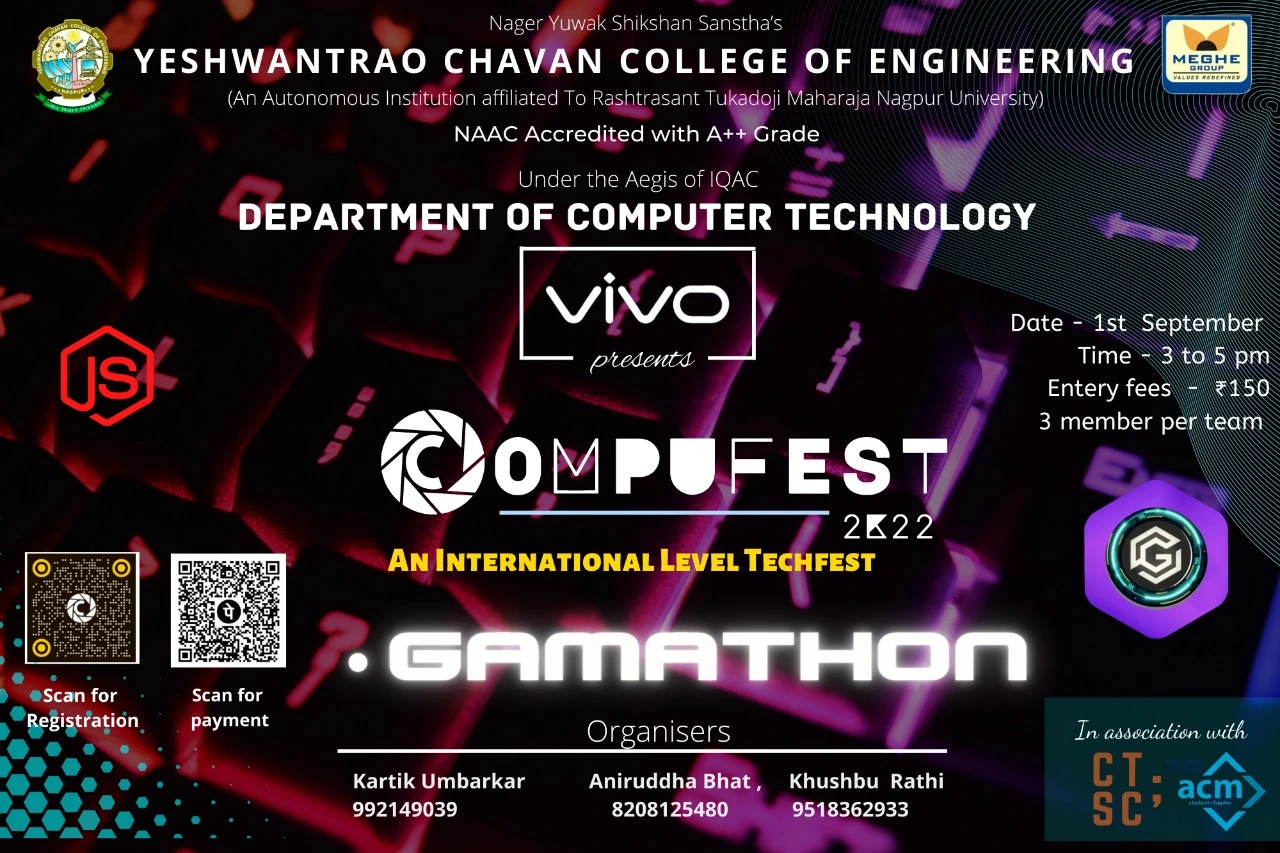 Nager Yuwak Shikshan Sanstha's
YESHWANTRAO CHAVAN COLLEGE OF ENGINEERING
(An Autonomous Institution affiliated To Rashtrasant Tukadoji Maharaja Nagpur University)
NAAC Accredited with A++ Grade
MEGHE
GROUP
VALUES REDEFINED
NAGPUR
Under the Aegis of IQAC
DEPARTMENT OF COMPUTER TECHNOLOGY
vivo
presents
Date - 1st September
Time - 3 to 5 pm
Entery fees - ₹150
3 member per team
JS
COMPUFEST
2K22
AN INTERNATIONAL LEVEL TECHFEST
• GAMATHON
Scan for
Registration
Scan for
payment
Organisers
Kartik Umbarkar
992149039
Aniruddha Bhat ,
8208125480
Khushbu Rathi
9518362933
In association with
CT;
SC
acm
student chapter